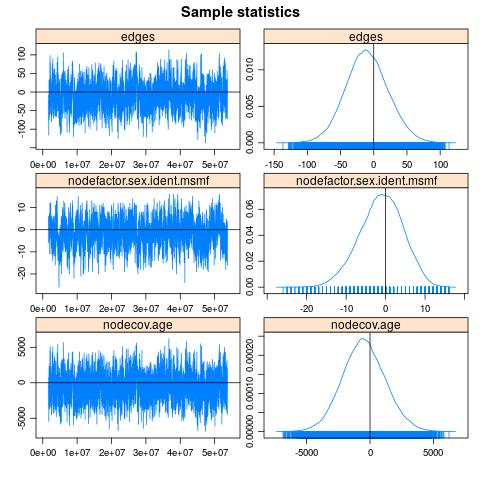 Sample statistics
edges
edges
100
50
0
-50
-100
0e+00 1e+07 2e+07 3e+07 4e+07 5e+07
0.010
0.005
0.000
-150 -100 -50 0 50 100
nodefactor.sex.ident.msmf
nodefactor.sex.ident.msmf
10
0
-10
-20
0e+00 1e+07 2e+07 3e+07 4e+07 5e+07
0.06
0.04
0.02
0.00
-20 -10 0 10
nodecov.age
nodecov.age
5000
0
-5000
0e+00 1e+07 2e+07 3e+07 4e+07 5e+07
0.00020
0.00010
0.00000
-5000 0 5000